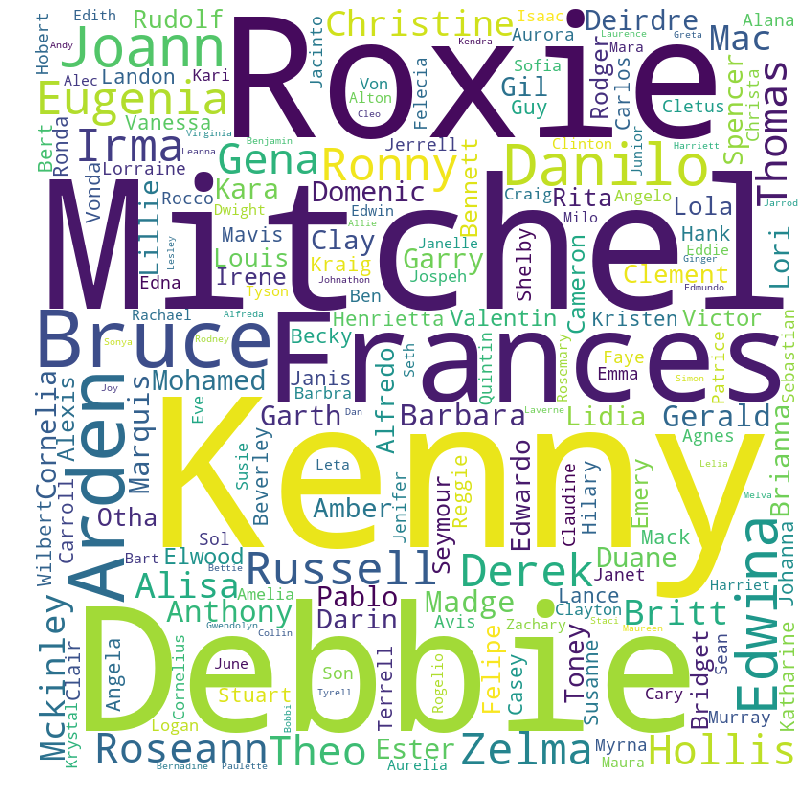 Edith
Rudolf
Christine
Isaac
Deirdre
Alana
Hobert
Andy
Joann
Roxie
Jacinto
Kendra
Aurora
Laurence
Greta
Mara
Mac
Alec
Landon
Kari
Von
Alton
Cleo
Felecia
Sofia
Gil
Guy
Rodger
Carlos
Cletus
Spencer
Christa
Thomas
Eugenia
Vanessa
Virginia
Benjamin
Bert
Ronda
Irma
Leanna
Lorraine
Gena
Ronny
Jerrell
Bennett
Danilo
Clinton
Junior
Harriett
Vonda
Lillie
Rocco
Kara
Dwight
Domenic
Edwin
Allie
Craig
Milo
Rita
Angelo
Lola
Jarrod
Mitchel
Lesley
Mavis
Clay
Janelle
Shelby
Hank
Eddie
Lori
Louis
Irene
Kraig
Garry
Cameron
Clement
Ginger
Edna
Tyson
Johnathon
Ben
Jospeh
Edmundo
Rachael
Alfreda
Henrietta
Valentin
Kristen
Victor
Sebastian
Bruce
Sonya
Rodney
Becky
Seth
Frances
Quintin
Rosemary
Faye
Emma
Patrice
Simon
Arden
Joy
Mohamed
Janis
Barbra
Alfredo
Cornelia
Alexis
Marquis
Eve
Garth
Dan
Barbara
Laverne
Lidia
Gerald
Agnes
Brianna
Kenny
Susie
Beverley
Leta
Lelia
Wilbert
Carroll
Otha
Sol
Amber
Jenifer
Seymour
Reggie
Edwardo
Claudine
Hilary
Emery
Melva
Mack
Bart
Elwood
Bettie
Russell
Derek
Duane
Janet
Edwina
Harriet
Johanna
Alisa
Amelia
Pablo
Madge
Lance
Clayton
Britt
Mckinley
Anthony
Gwendolyn
Collin
Darin
Avis
Zachary
Staci
Maureen
Clair
Angela
Debbie
June
Cornelius
Son
Terrell
Felipe
Casey
Toney
Susanne
Bridget
Sean
Katharine
Krystal
Stuart
Tyrell
Rogelio
Cary
Logan
Bobbi
Murray
Roseann
Theo
Ester
Zelma
Myrna
Hollis
Bernadine
Paulette
Aurelia
Maura